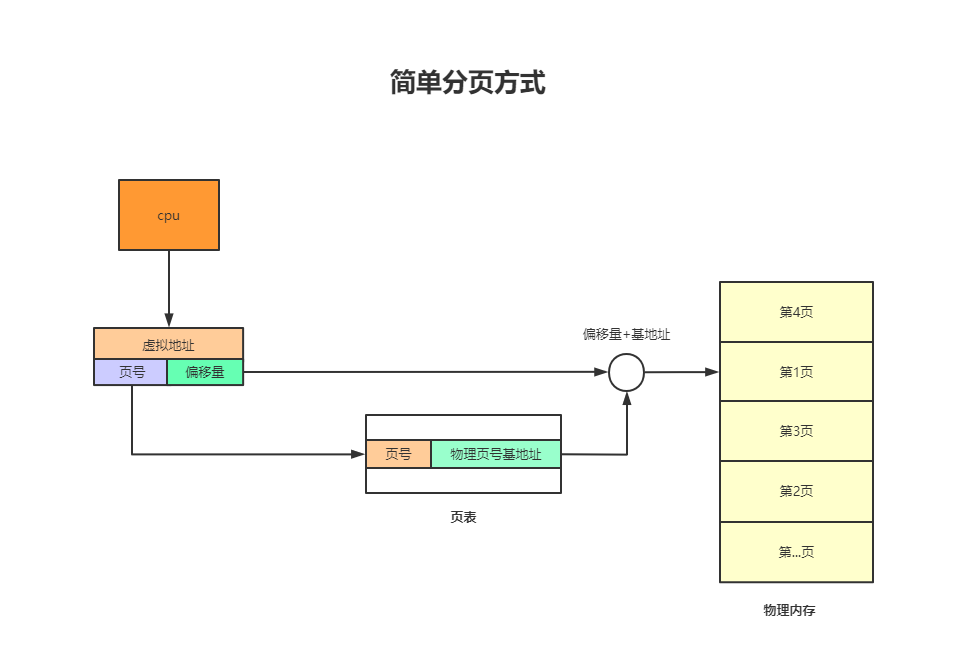 简单分页方式
cpu
虚拟地址
页号
偏移量
偏移量+基地址
页号
物理页号基地址
页表
第4页
第1页
第3页
第2页
第...页
物理内存